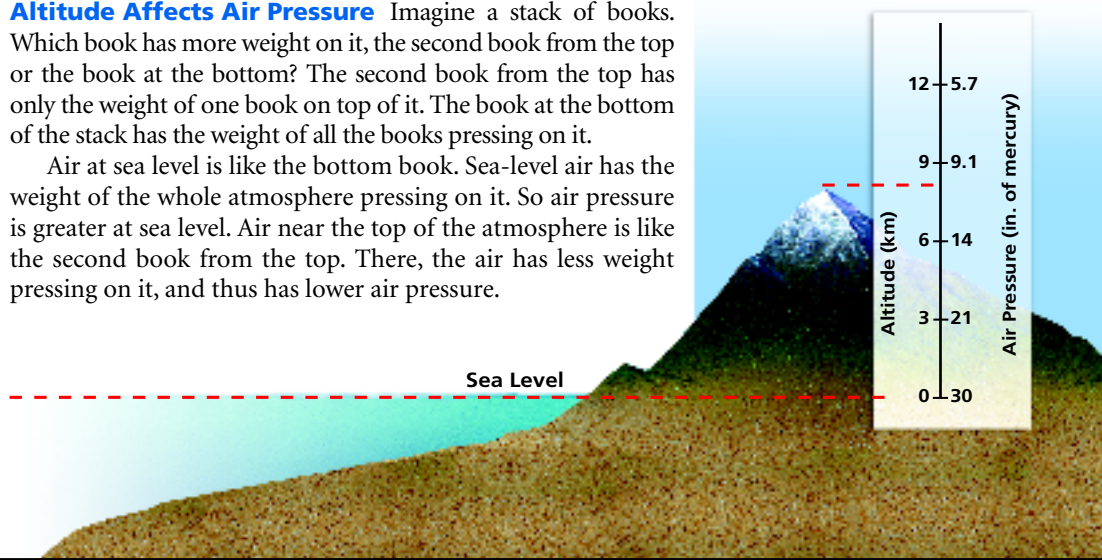 Altitude Affects Air Pressure Imagine a stack of books.
Which book has more weight on it, the second book from the top
or the book at the bottom? The second book from the top has
only the weight of one book on top of it. The book at the bottom
of the stack has the weight of all the books pressing on it.
Air at sea level is like the bottom book. Sea-level air has the
weight of the whole atmosphere pressing on it. So air pressure
is greater at sea level. Air near the top of the atmosphere is like
the second book from the top. There, the air has less weight
pressing on it, and thus has lower air pressure.
Sea Level
Altitude (km)
12 5.7
9 9.1
6 14
3 21
0 30
Air Pressure (in. of mercury)